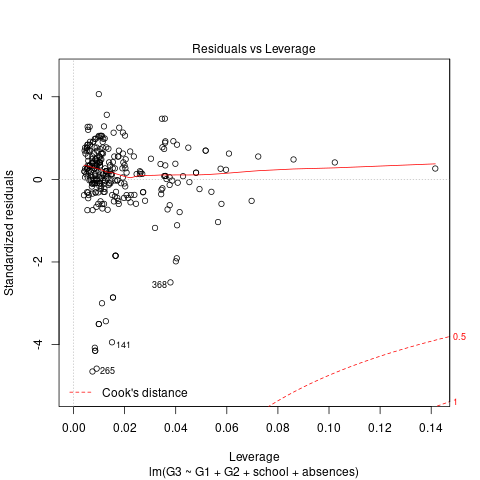 Residuals vs Leverage
Standardized residuals
2
0
-2
-4
368
141
265
Cook's distance
0.5
1
0.00 0.02 0.04 0.06 0.08 0.10 0.12 0.14
Leverage
lm(G3 ~ G1 + G2 + school + absences)